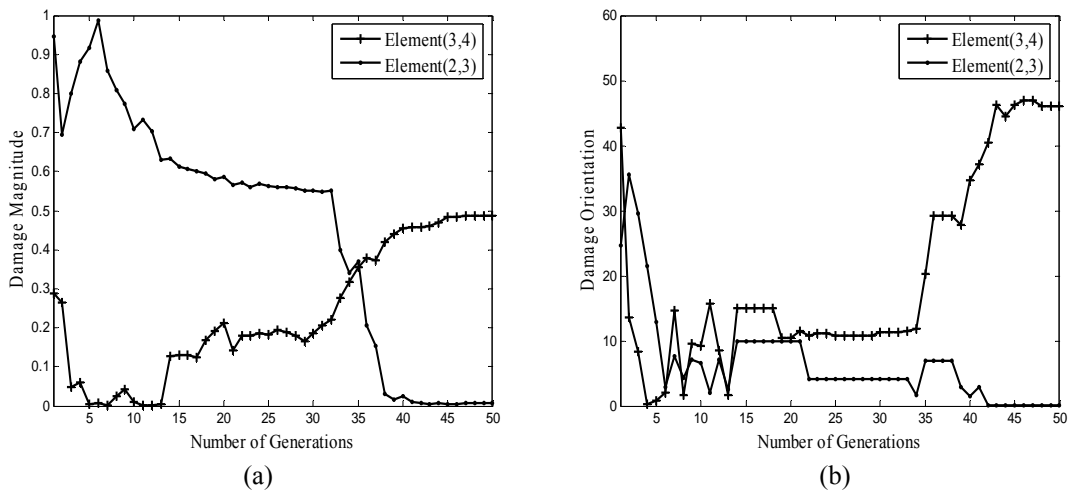 1
0.9
0.8
0.7
0.6
0.5
0.4
0.3
0.2
0.1
0
5 10 15 20 25 30 35 40 45 50
Damage Magnitude
Number of Generations
Element(3,4)
Element(2,3)
(a)
60
50
40
30
20
10
0
5 10 15 20 25 30 35 40 45 50
Damage Orientation
Number of Generations
Element(3,4)
Element(2,3)
(b)